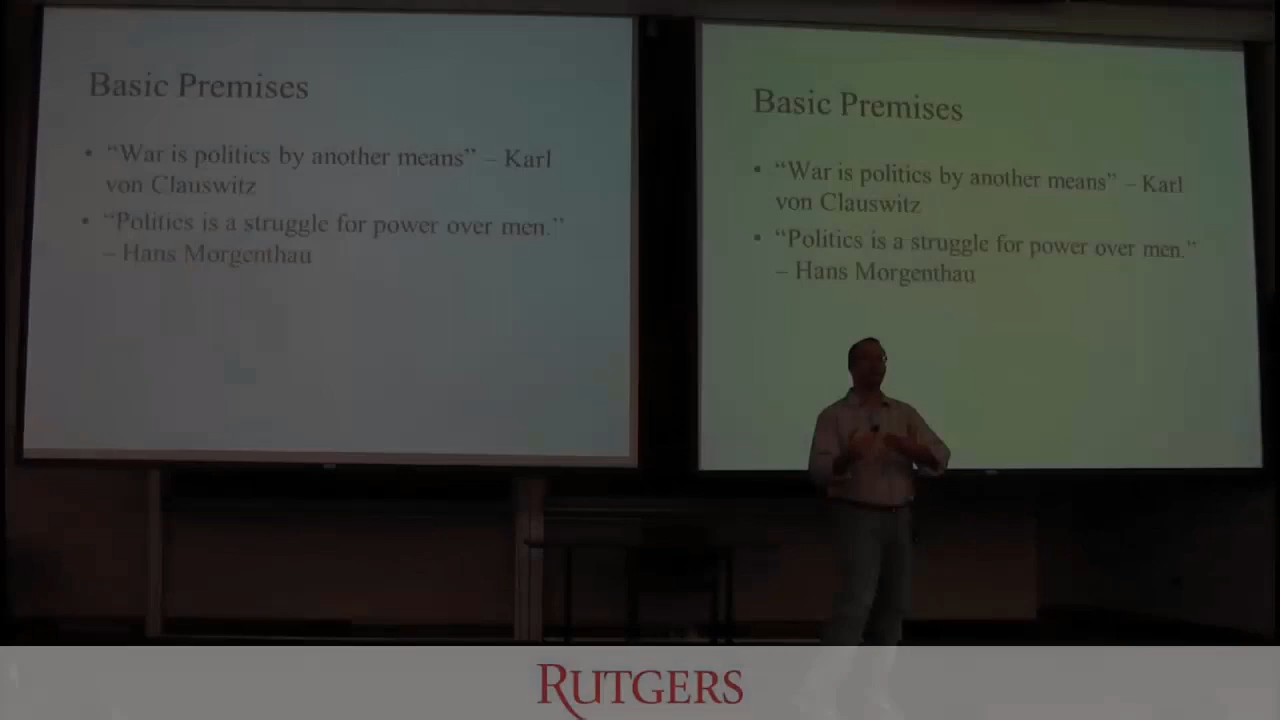 Basic Premises
• “War is politics by another means” – Karl
von Clauswitz
• “Politics is a struggle for power over men.”
– Hans Morgenthau
Basic Premises
• “War is politics by another means” – Karl
von Clauswitz
• “Politics is a struggle for power over men.”
– Hans Morgenthau
RUTGERS